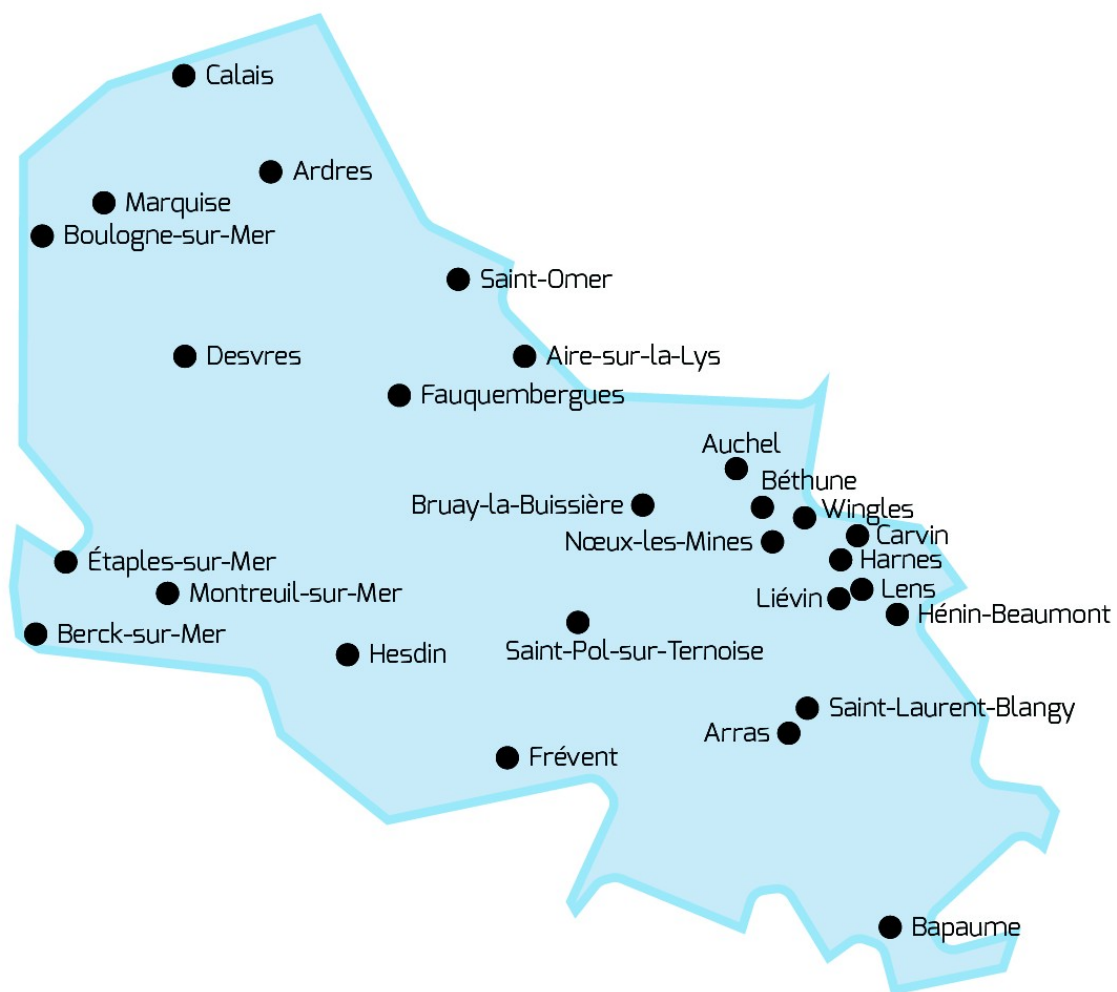 Calais
Ardres
Marquise
Boulogne-sur-Mer
Saint-Omer
Desvres
Aire-sur-la-Lys
Fauquembergues
Auchel
Béthune
Bruay-la-Buissière
Wingles
Nœux-les-Mines
Carvin
Harnes
Étaples-sur-Mer
Montreuil-sur-Mer
Liévin
Lens
Hénin-Beaumont
Berck-sur-Mer
Hesdin
Saint-Pol-sur-Ternoise
Saint-Laurent-Blangy
Arras
Frévent
Bapaume